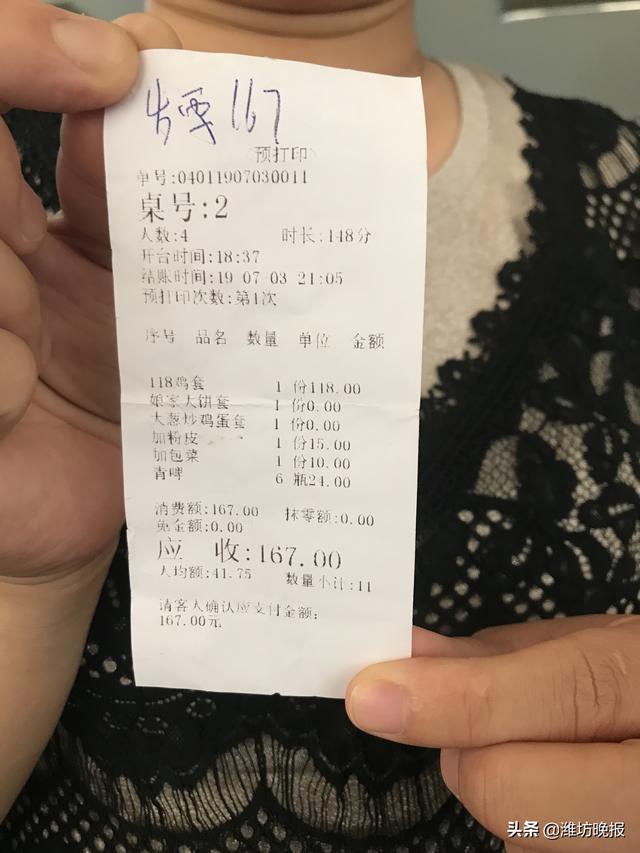 步要 167
预打印
单号:04011907030011
桌号:2
人数:4 时长:148分
开台时间:18:37
结账时间:19 07 03 21:05
预打印次数:第1次
序号 品名 数量 单位 金额
118鸡套 1 份118.00
娘家大饼套 1 份0.00
大葱炒鸡蛋套 1 份0.00
加粉皮 1 份15.00
加包菜 1 份10.00
青啤 6 瓶24.00
消费额:167.00 抹零额:0.00
免金额:0.00
应 收:167.00
人均额:41.75 数量小计:11
请客人确认应支付金额:
167.00元
头条 @潍坊晚报